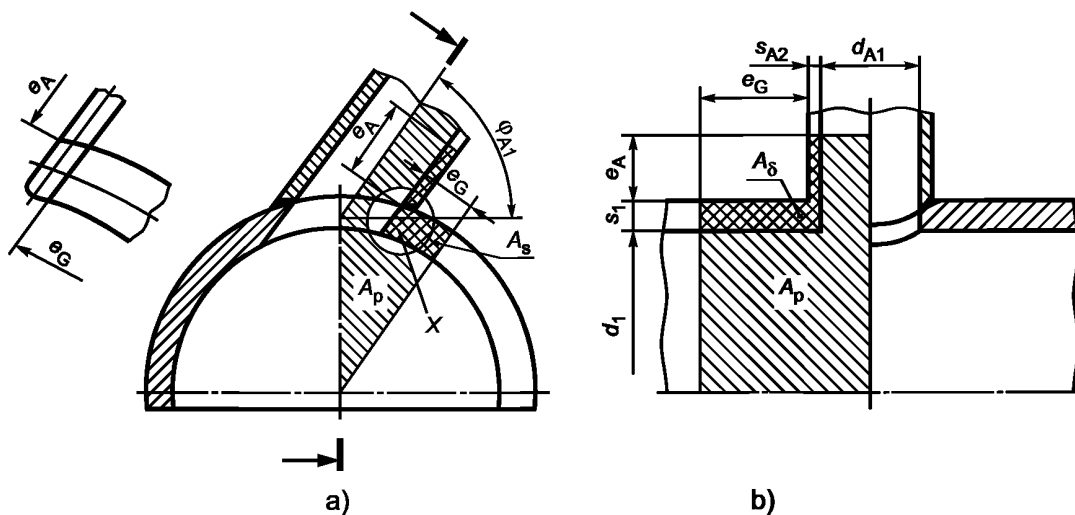 e_A
e_G
e_A
φ_A1
e_G
A_s
A_p
X
a)
s_A2
d_A1
e_G
e_A
A_δ
s_1
A_p
d_1
b)